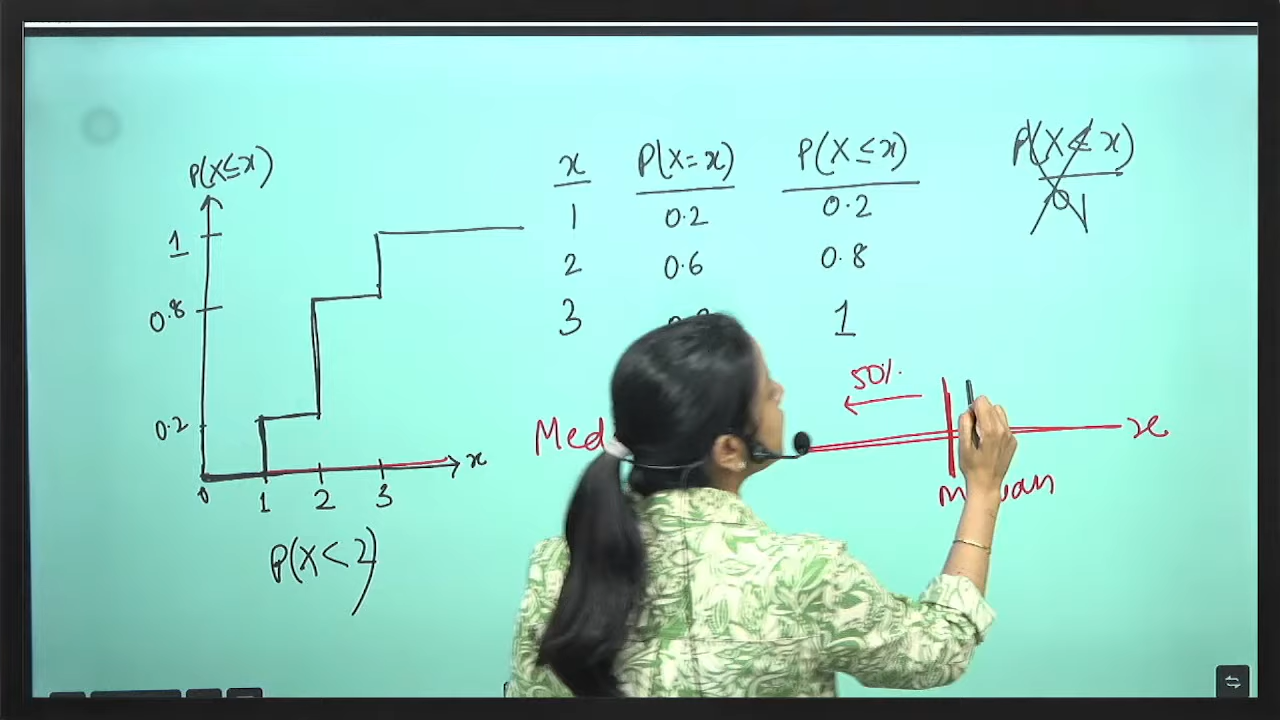 P(X≤x)
1
0.8
0.2
0 1 2 3 x
P(X<2)
x P(X=x) P(X≤x) P(X≤x)
1 0.2 0.2
2 0.6 0.8
3 1
50%.
Med x